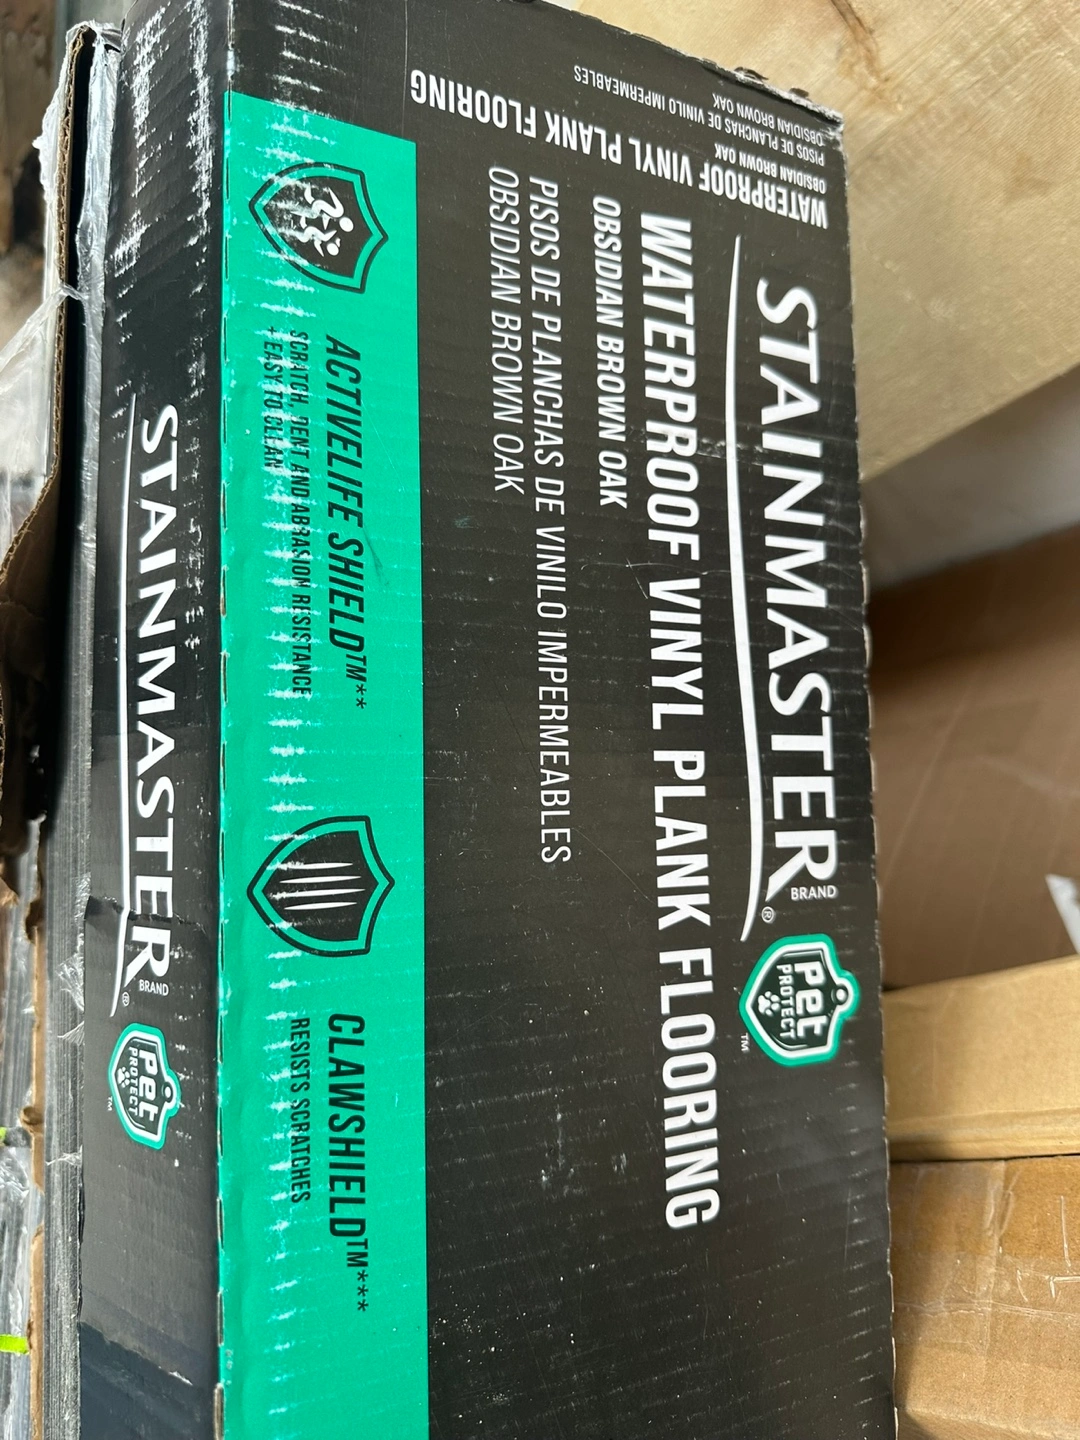 STAINMASTER
BRAND
®
pet
PROTECT
™
WATERPROOF VINYL PLANK FLOORING
OBSIDIAN BROWN OAK
PISOS DE PLANCHAS DE VINILO IMPERMEABLES
OBSIDIAN BROWN OAK
ACTIVELIFE SHIELD™**
SCRATCH, DENT AND ABRASION RESISTANCE
+ EASY TO CLEAN
CLAWSHIELD™***
RESISTS SCRATCHES
WATERPROOF VINYL PLANK FLOORING
OBSIDIAN BROWN OAK
PISOS DE PLANCHAS DE VINILO IMPERMEABLES
OBSIDIAN BROWN OAK
STAINMASTER
BRAND
®
pet
PROTECT
™